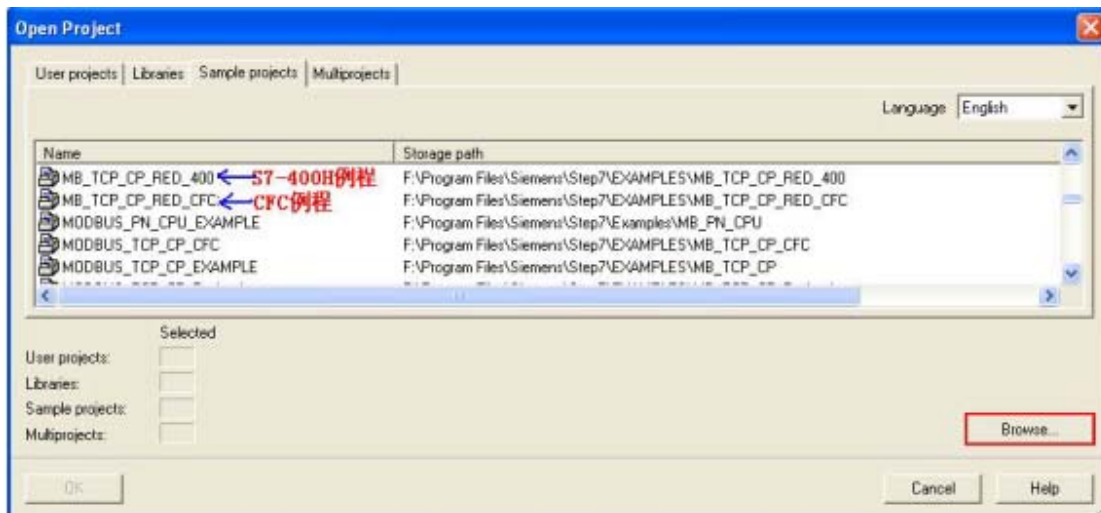 Open Project
User projects Libraries Sample projects Multiprojects
Language English
Name Storage path
MB_TCP_CP_RED_400 S7-400H例程 F:\Program Files\Siemens\Step7\EXAMPLES\MB_TCP_CP_RED_400
MB_TCP_CP_RED_CFC CFC例程 F:\Program Files\Siemens\Step7\EXAMPLES\MB_TCP_CP_RED_CFC
MODBUS_PN_CPU_EXAMPLE F:\Program Files\Siemens\Step7\Examples\MB_PN_CPU
MODBUS_TCP_CP_CFC F:\Program Files\Siemens\Step7\EXAMPLES\MB_TCP_CP_CFC
MODBUS_TCP_CP_EXAMPLE F:\Program Files\Siemens\Step7\EXAMPLES\MB_TCP_CP
Selected
User projects:
Libraries:
Sample projects:
Multiprojects:
Browse...
OK Cancel Help